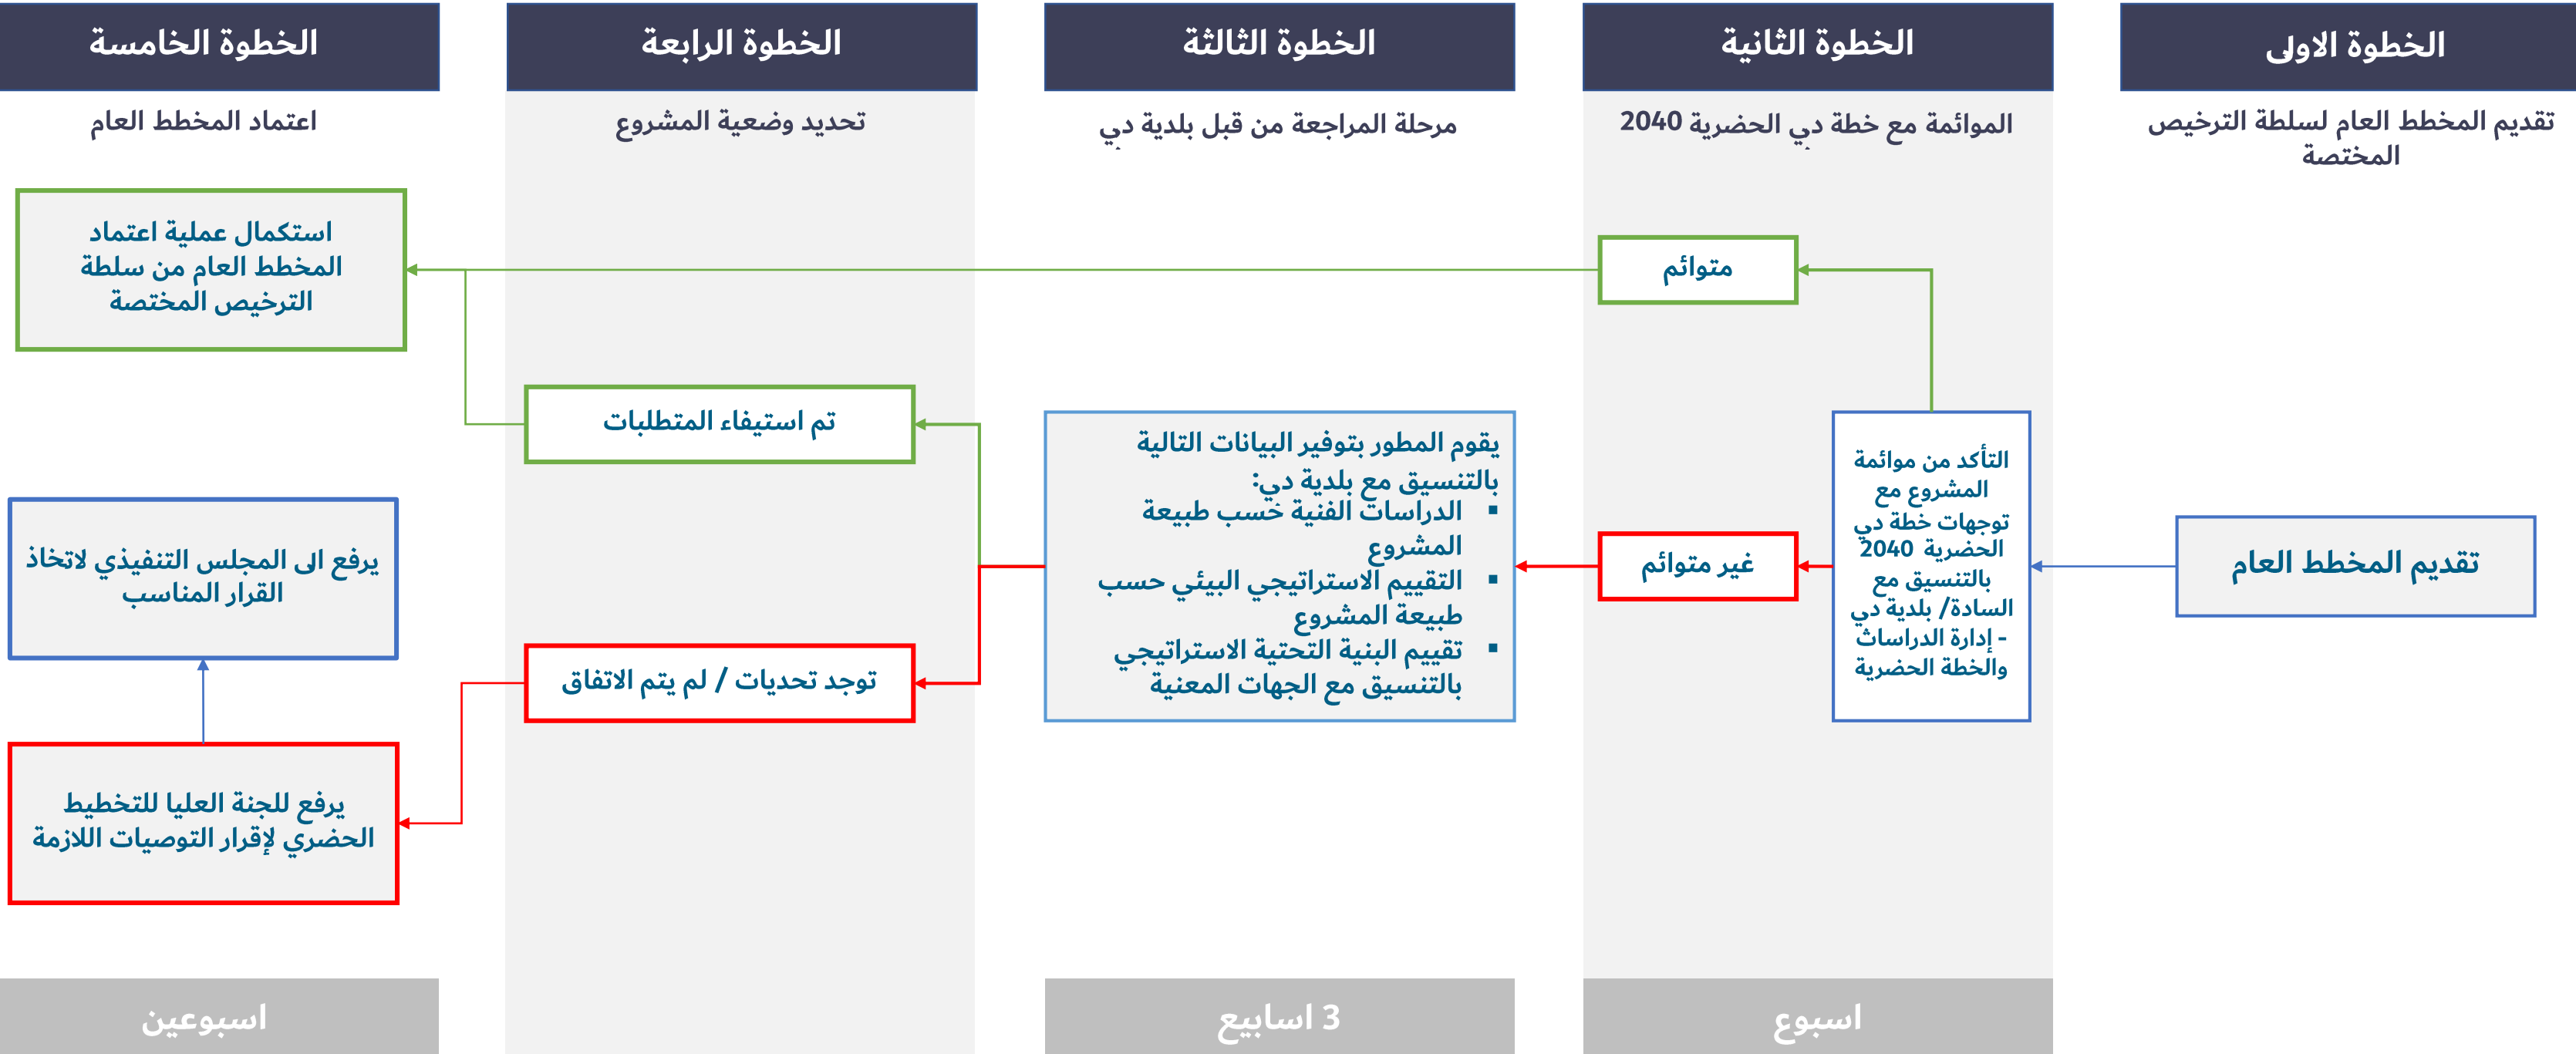 الخطوة الاولى
الخطوة الثانية
الخطوة الثالثة
الخطوة الرابعة
الخطوة الخامسة
تقديم المخطط العام لسلطة الترخيص
المختصة
الموائمة مع خطة دبي الحضرية 2040
مرحلة المراجعة من قبل بلدية دبي
تحديد وضعية المشروع
اعتماد المخطط العام
تقديم المخطط العام
التأكد من موائمة
المشروع مع
توجهات خطة دبي
الحضرية 2040
بالتنسيق مع
السادة/ بلدية دبي
- إدارة الدراسات
والخطة الحضرية
متوائم
غير متوائم
يقوم المطور بتوفير البيانات التالية
بالتنسيق مع بلدية دبي:
▪ الدراسات الفنية حسب طبيعة
المشروع
▪ التقييم الاستراتيجي البيئي حسب
طبيعة المشروع
▪ تقييم البنية التحتية الاستراتيجي
بالتنسيق مع الجهات المعنية
تم استيفاء المتطلبات
توجد تحديات / لم يتم الاتفاق
استكمال عملية اعتماد
المخطط العام من سلطة
الترخيص المختصة
يرفع الى المجلس التنفيذي لاتخاذ
القرار المناسب
يرفع للجنة العليا للتخطيط
الحضري لإقرار التوصيات اللازمة
اسبوع
3 اسابيع
اسبوعين